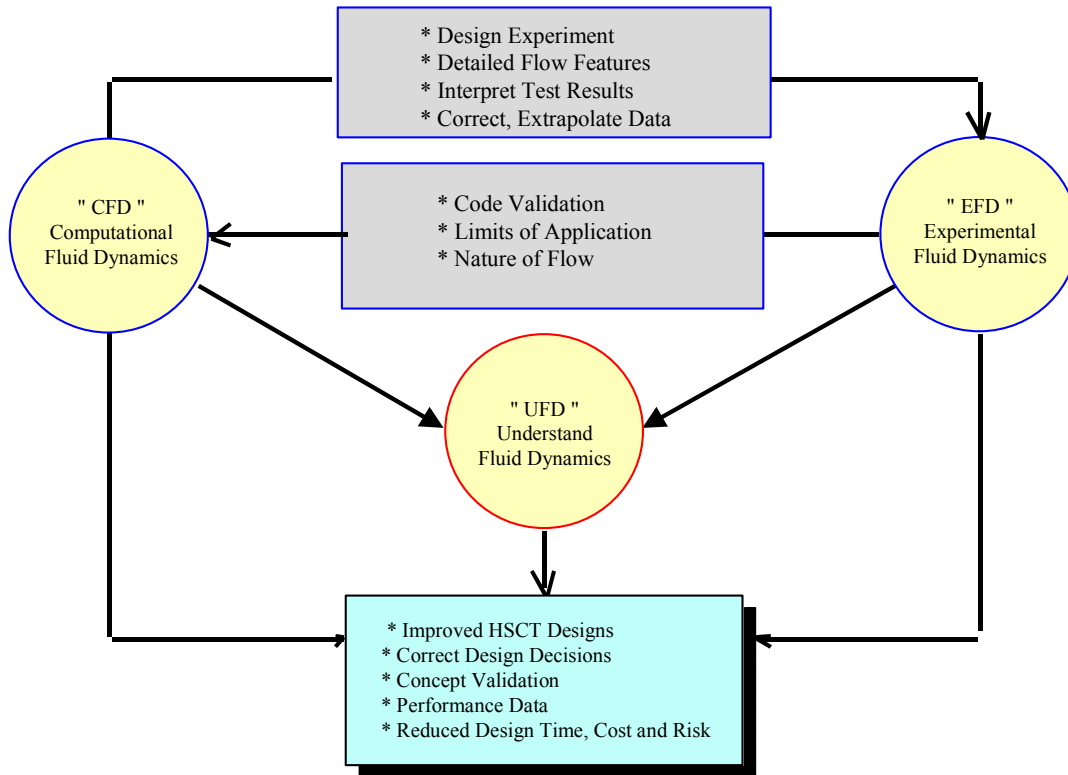 * Design Experiment
* Detailed Flow Features
* Interpret Test Results
* Correct, Extrapolate Data
" CFD "
Computational
Fluid Dynamics
* Code Validation
* Limits of Application
* Nature of Flow
" EFD "
Experimental
Fluid Dynamics
" UFD "
Understand
Fluid Dynamics
* Improved HSCT Designs
* Correct Design Decisions
* Concept Validation
* Performance Data
* Reduced Design Time, Cost and Risk